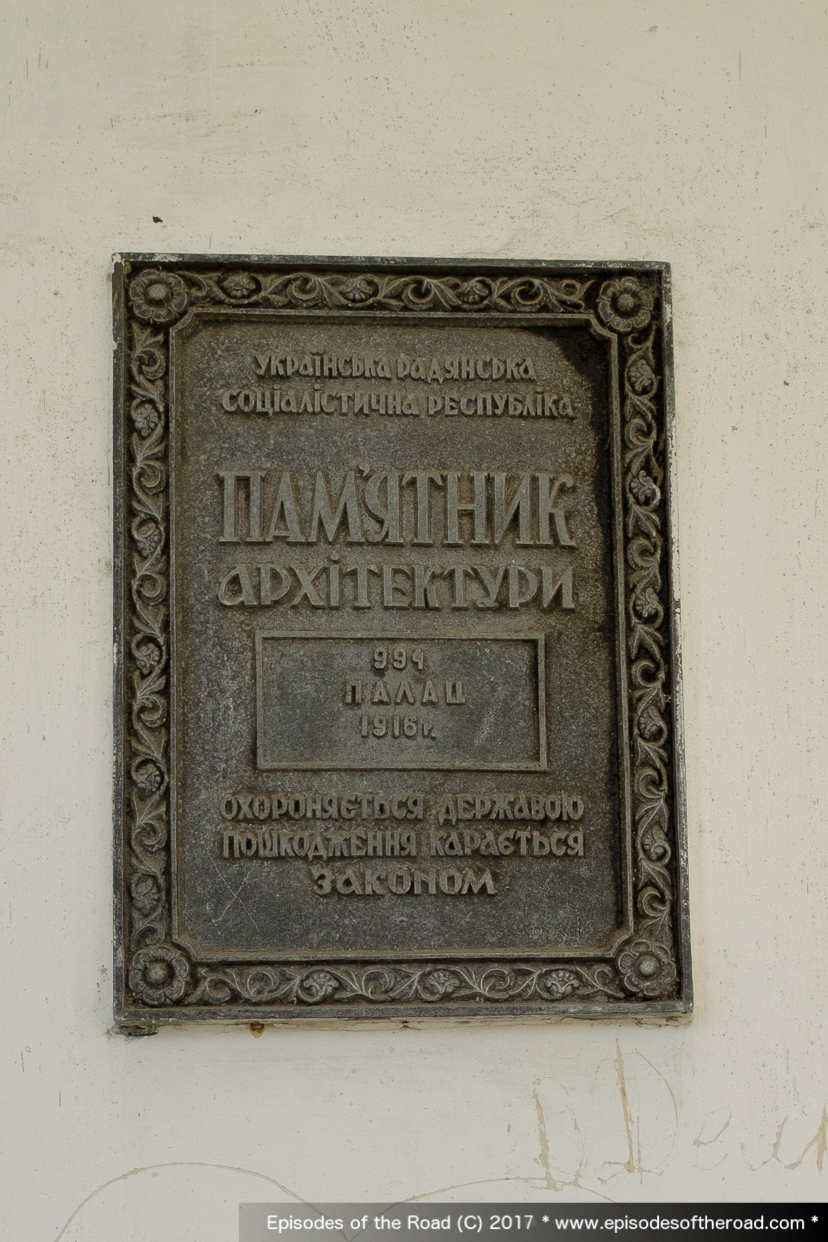 УКРАЇНСЬКА РАДЯНСЬКА
СОЦІАЛІСТИЧНА РЕСПУБЛІКА
ПАМ'ЯТНИК
АРХІТЕКТУРИ
994
ПАЛАЦ
1916 г.
ОХОРОНЯЄТЬСЯ ДЕРЖАВОЮ
ПОШКОДЖЕННЯ КАРАЄТЬСЯ
ЗАКОНОМ
Episodes of the Road (C) 2017 * www.episodesoftheroad.com *